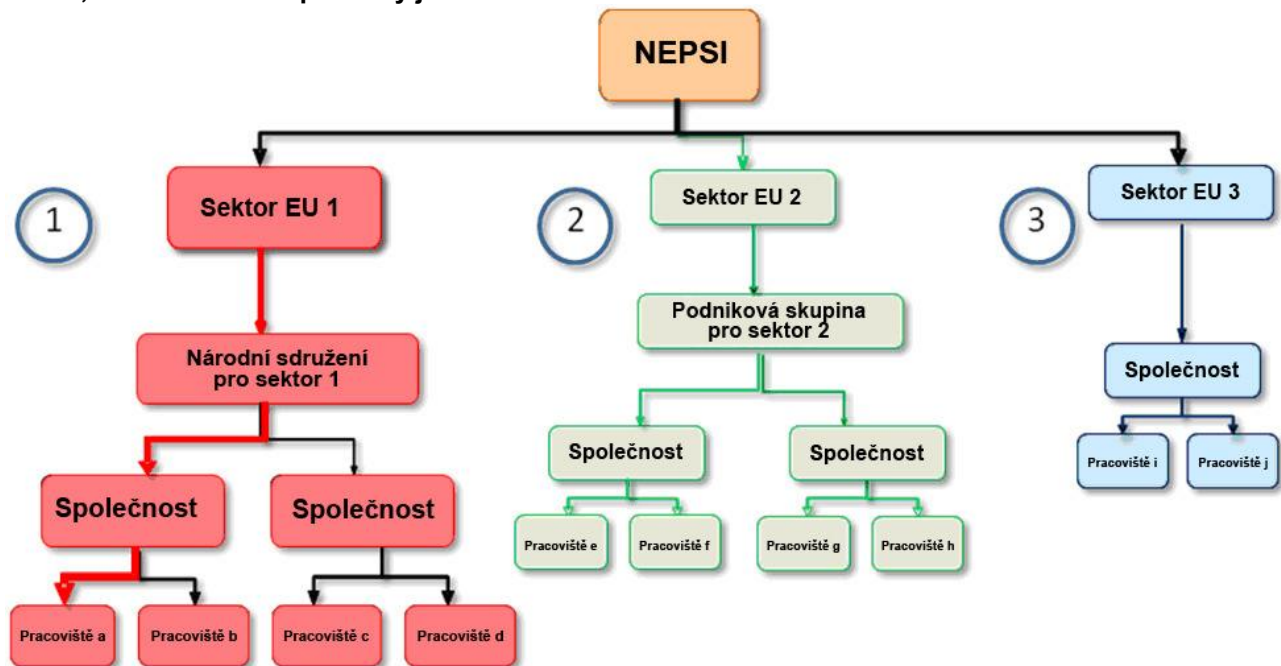 NEPSI
1
Sektor EU 1
2
Sektor EU 2
3
Sektor EU 3
Národní sdružení
pro sektor 1
Podniková skupina
pro sektor 2
Společnost
Společnost
Společnost
Společnost
Společnost
Pracoviště a
Pracoviště b
Pracoviště c
Pracoviště d
Pracoviště e
Pracoviště f
Pracoviště g
Pracoviště h
Pracoviště i
Pracoviště j